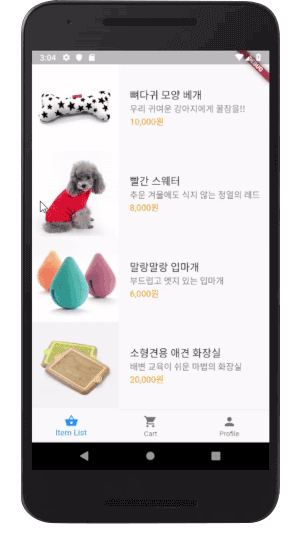 3:04
뼈다귀 모양 베개
우리 귀여운 강아지에게 꿀잠을!!
10,000원
빨간 스웨터
추운 겨울에도 식지 않는 정열의 레드
8,000원
말랑말랑 입마개
부드럽고 엣지 있는 입마개
6,000원
소형견용 애견 화장실
배변 교육이 쉬운 마법의 화장실
20,000원
Item List
Cart
Profile